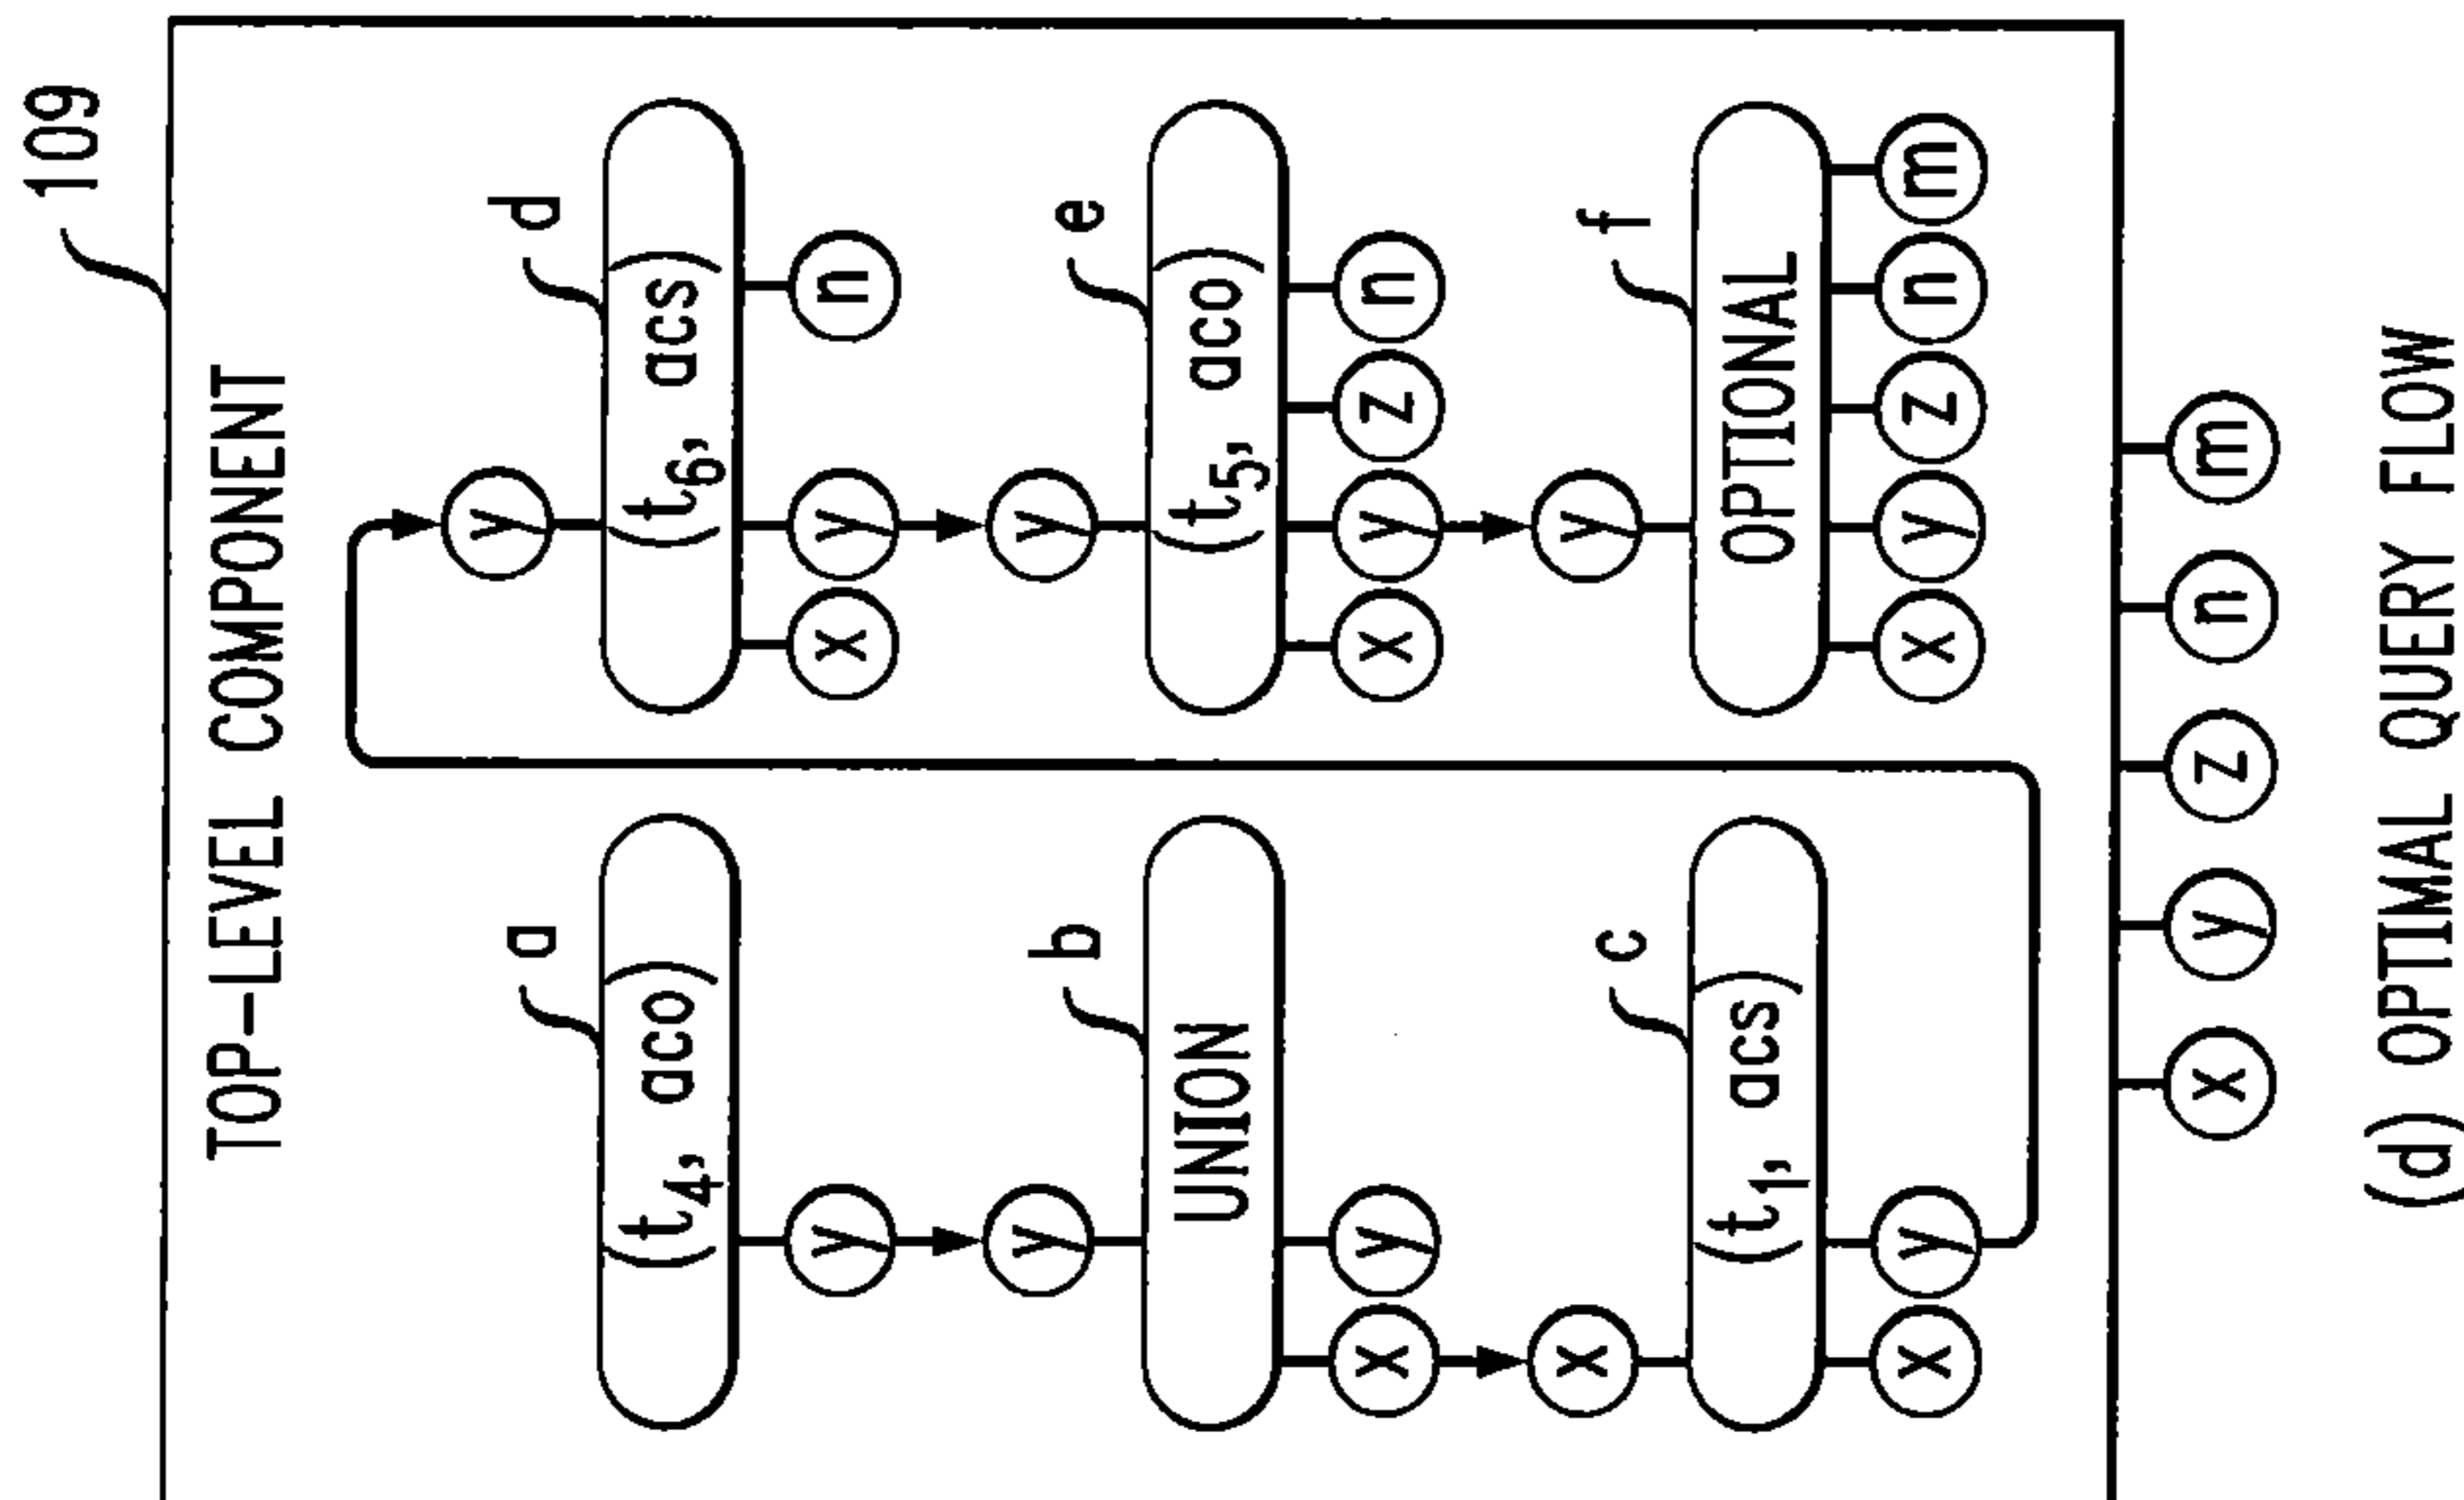 109
TOP-LEVEL COMPONENT
a
(t4, aco)
y
y
b
UNION
x y
x
c
(t1, acs)
x y
y
d
(t6, acs)
x y n
y
e
(t5, aco)
x y z n
y
f
OPTIONAL
x y z n m
x y z n m
(d) OPTIMAL QUERY FLOW